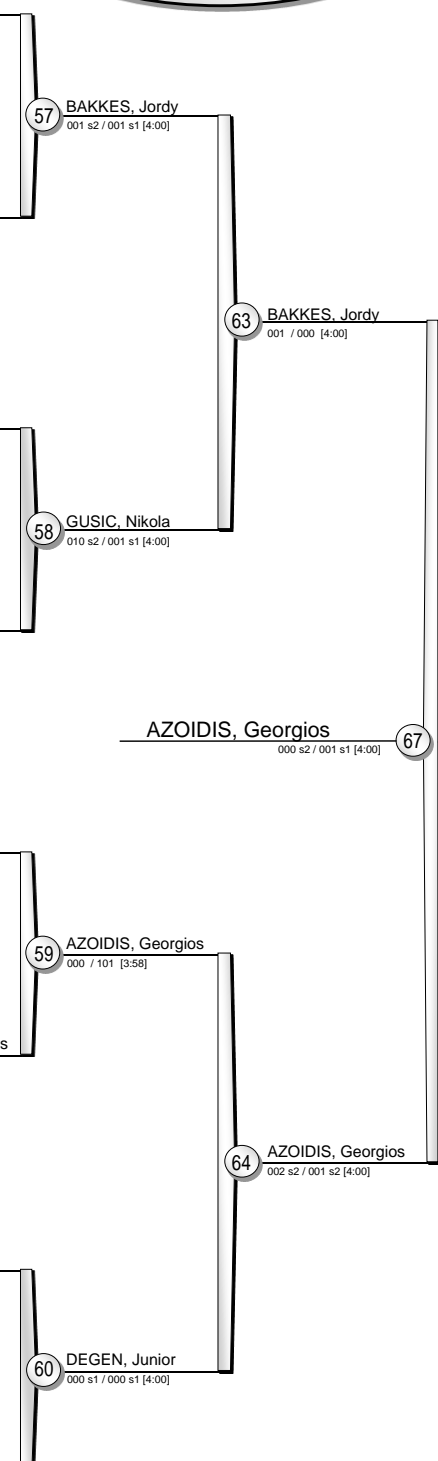 57 BAKKES, Jordy
001 s2 / 001 s1 [4:00]
63 BAKKES, Jordy
001 / 000 [4:00]
58 GUSIC, Nikola
010 s2 / 001 s1 [4:00]
AZOIDIS, Georgios 67
000 s2 / 001 s1 [4:00]
59 AZOIDIS, Georgios
000 / 101 [3:58]
s
64 AZOIDIS, Georgios
002 s2 / 001 s2 [4:00]
60 DEGEN, Junior
000 s1 / 000 s1 [4:00]